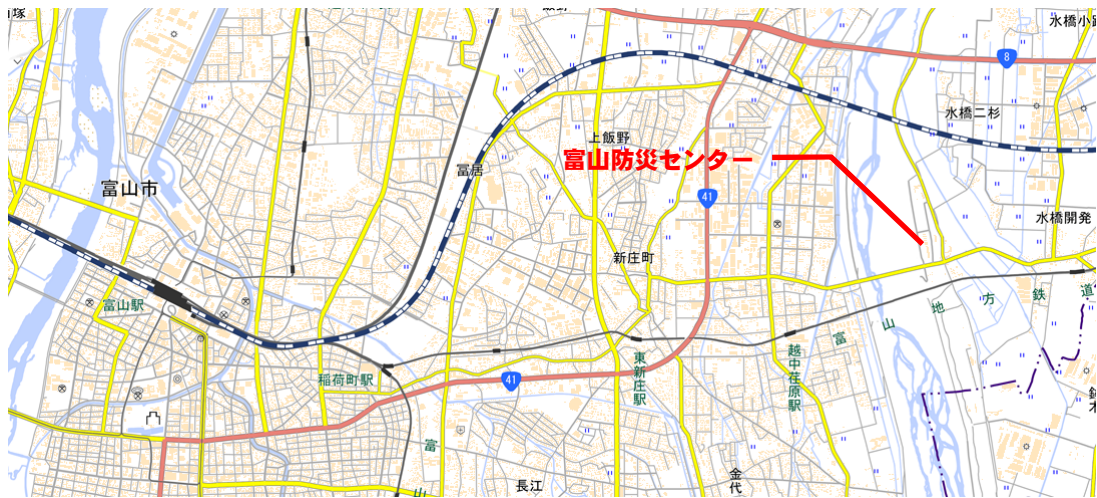 水橋小路
8
水橋二杉
上飯野
富山防災センター
富居
富山市
41
水橋開発
新庄町
富山駅
富山地方鉄道
東新庄駅
越中荏原駅
稲荷町駅
41
富
山
長江
金代